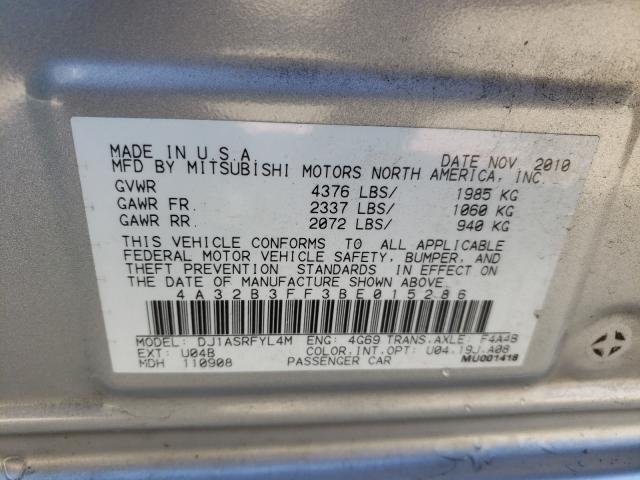 MADE IN U.S.A. DATE NOV. 2010
MFD BY MITSUBISHI MOTORS NORTH AMERICA, INC.
GVWR 4376 LBS/ 1985 KG
GAWR FR. 2337 LBS/ 1060 KG
GAWR RR. 2072 LBS/ 940 KG
THIS VEHICLE CONFORMS TO ALL APPLICABLE
FEDERAL MOTOR VEHICLE SAFETY, BUMPER, AND
THEFT PREVENTION STANDARDS IN EFFECT ON
THE DATE OF MANUFACTURE SHOWN ABOVE.
4A32B3FF3BE015286
MODEL: DJ1ASRFYL4M ENG: 4G69 TRANS.AXLE: F4A4B
EXT: U04B COLOR.INT.OPT: U04.19J.A08
MDH 110908 PASSENGER CAR MU001418